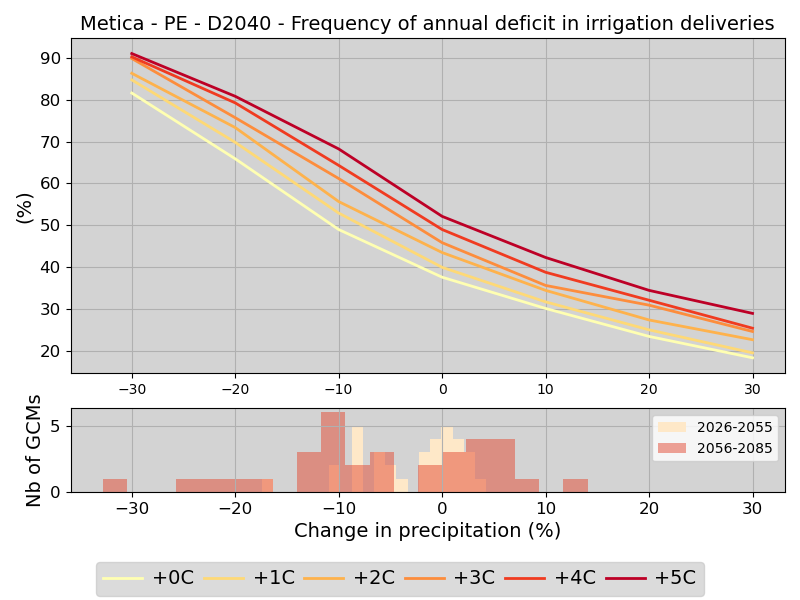 Metica - PE - D2040 - Frequency of annual deficit in irrigation deliveries
(%)
90
80
70
60
50
40
30
20
−30 −20 −10 0 10 20 30
Nb of GCMs
5
0
2026-2055
2056-2085
−30 −20 −10 0 10 20 30
Change in precipitation (%)
+0C +1C +2C +3C +4C +5C